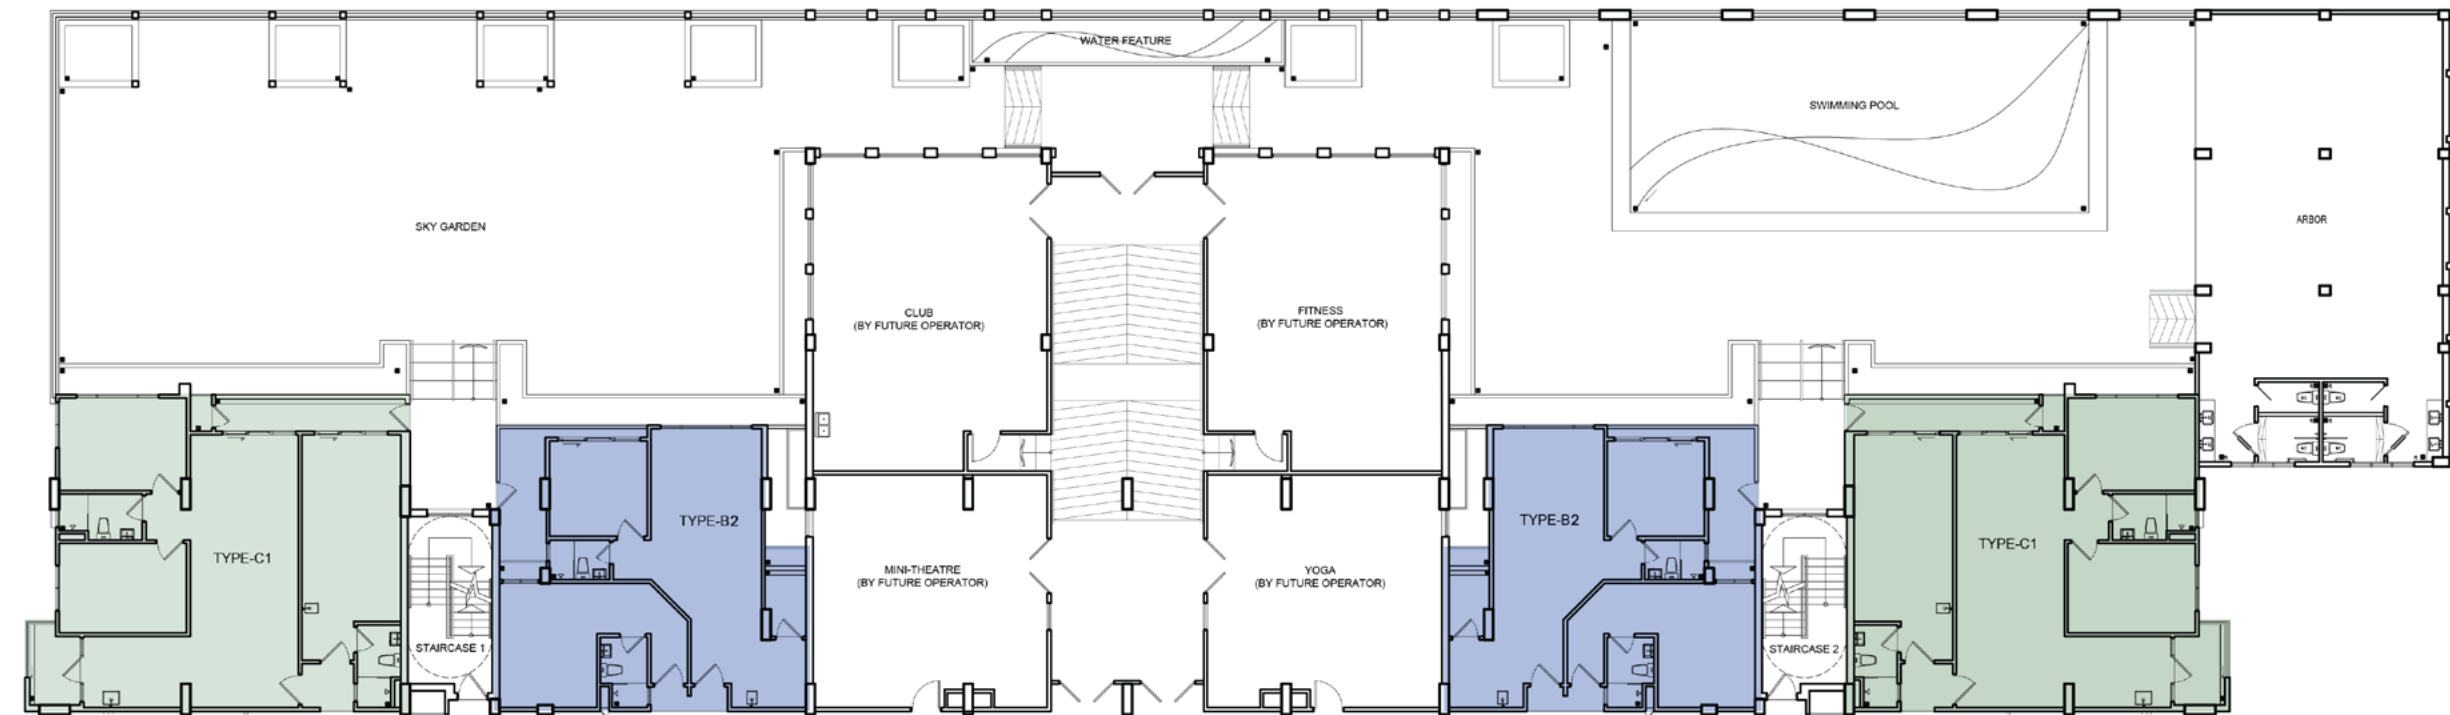 WATER FEATURE
SWIMMING POOL
SKY GARDEN
ARBOR
CLUB
(BY FUTURE OPERATOR)
FITNESS
(BY FUTURE OPERATOR)
TYPE-C1
TYPE-B2
MINI-THEATRE
(BY FUTURE OPERATOR)
YOGA
(BY FUTURE OPERATOR)
TYPE-B2
TYPE-C1
STAIRCASE 1
STAIRCASE 2